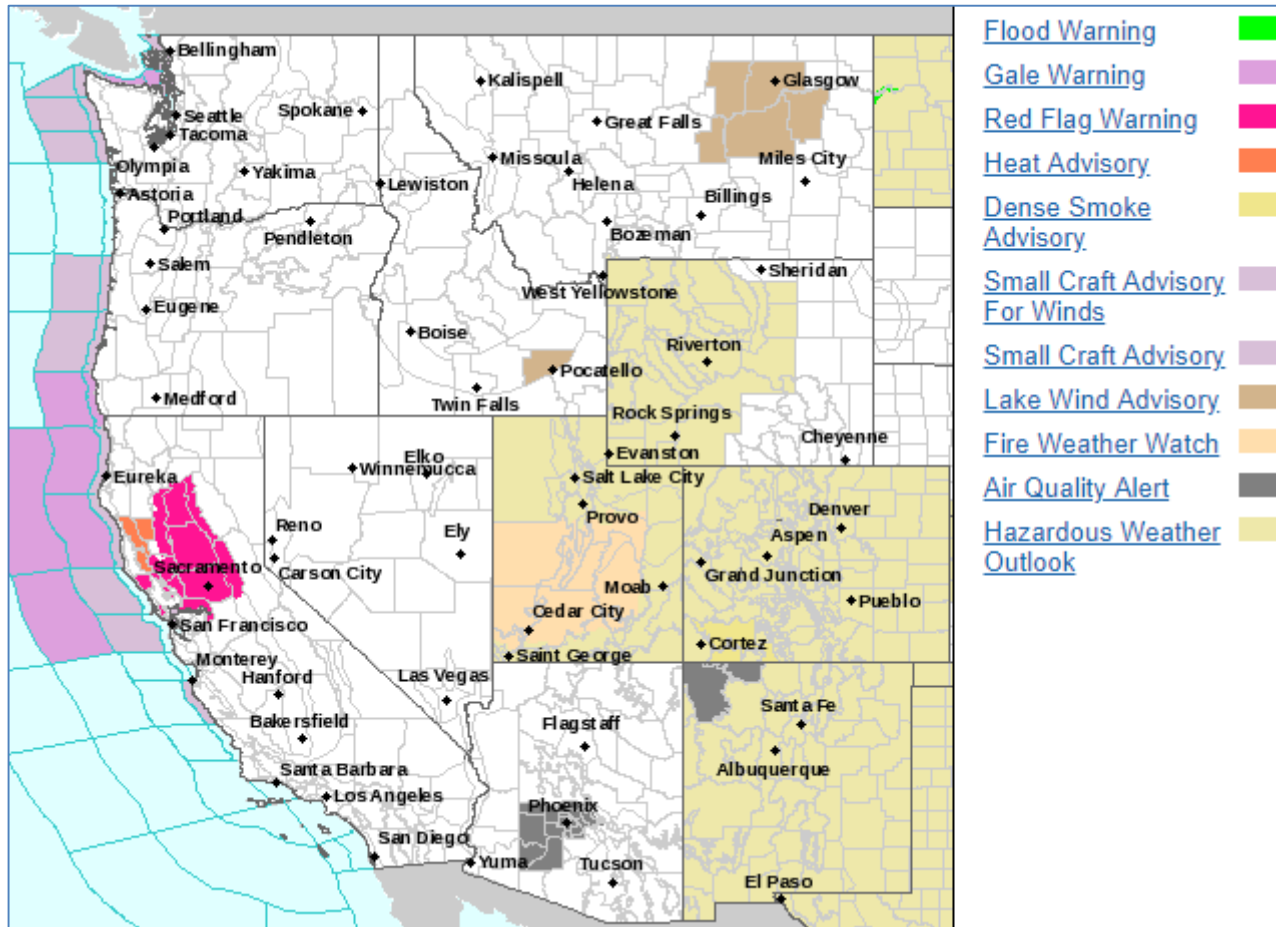 Bellingham
Kalispell
Glasgow
Spokane
Seattle
Great Falls
Tacoma
Olympia
Missoula
Miles City
Yakima
Helena
Lewiston
Astoria
Billings
Portland
Pendleton
Bozeman
Salem
Sheridan
West Yellowstone
Eugene
Boise
Riverton
Pocatello
Medford
Twin Falls
Rock Springs
Cheyenne
Elko
Evanston
Winnemucca
Eureka
Salt Lake City
Provo
Denver
Reno
Ely
Aspen
Sacramento
Carson City
Grand Junction
Moab
Pueblo
Cedar City
San Francisco
Cortez
Saint George
Monterey
Hanford
Las Vegas
Santa Fe
Bakersfield
Flagstaff
Albuquerque
Santa Barbara
Los Angeles
Phoenix
San Diego
Yuma
Tucson
El Paso
Flood Warning
Gale Warning
Red Flag Warning
Heat Advisory
Dense Smoke
Advisory
Small Craft Advisory
For Winds
Small Craft Advisory
Lake Wind Advisory
Fire Weather Watch
Air Quality Alert
Hazardous Weather
Outlook